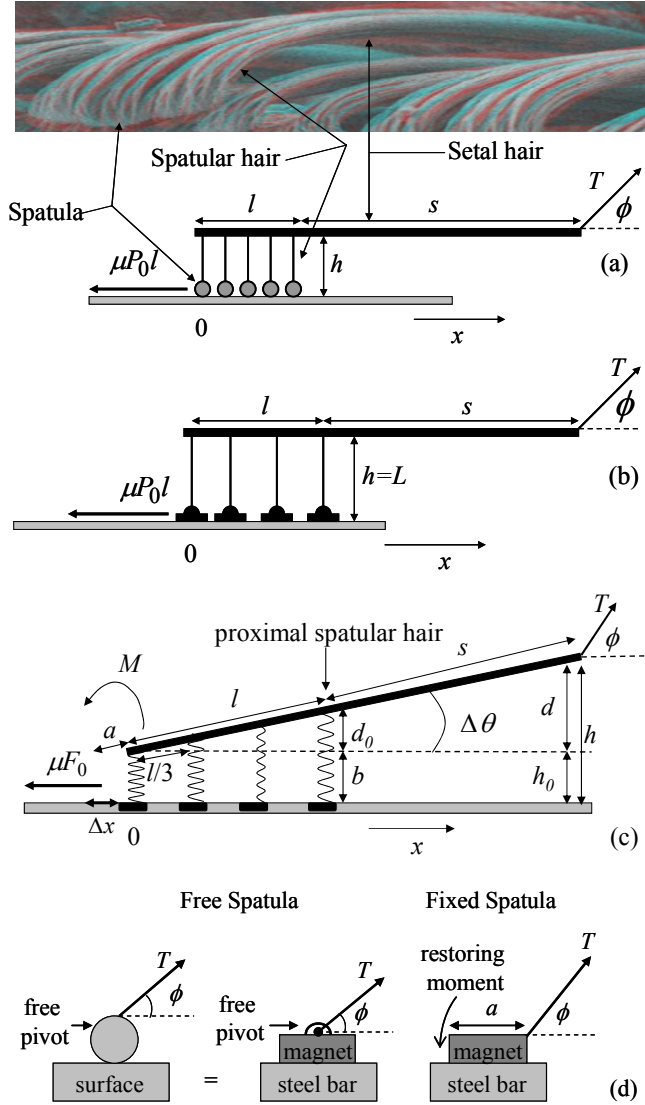 Spatular hair
Setal hair
Spatula
T
ϕ
l
s
(a)
h
μP₀l
0
x
T
ϕ
l
s
(b)
h=L
μP₀l
0
x
T
proximal spatular hair
ϕ
s
M
l
d
h
a
Δθ
d₀
μF₀
l/3
b
h₀
Δx
0
x
(c)
Free Spatula
Fixed Spatula
T
T
restoring
moment
T
free
pivot
ϕ
free
pivot
ϕ
a
ϕ
magnet
magnet
surface
=
steel bar
steel bar
(d)